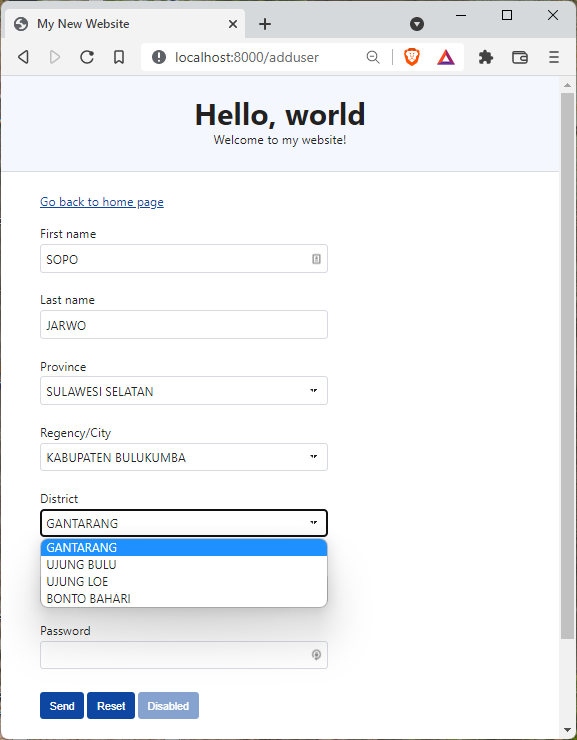 My New Website
localhost:8000/adduser
Hello, world
Welcome to my website!
Go back to home page
First name
SOPO
Last name
JARWO
Province
SULAWESI SELATAN
Regency/City
KABUPATEN BULUKUMBA
District
GANTARANG
GANTARANG
UJUNG BULU
UJUNG LOE
BONTO BAHARI
Password
Send Reset Disabled